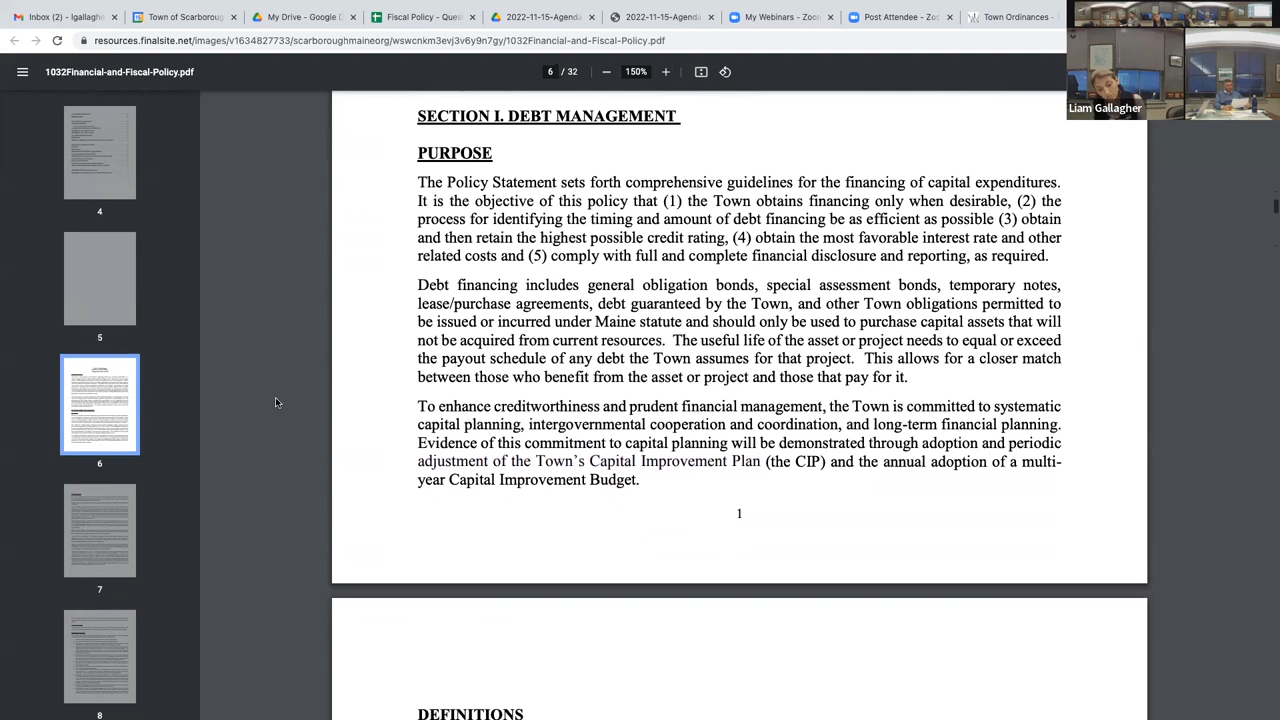 Inbox (2) - lgallaghe
Town of Scarboroug
My Drive - Google D
Fiscal Policy - Quest
2022-11-15-Agenda
2022-11-15-Agenda
My Webinars - Zoom
Post Attendee - Zoo
Town Ordinances -
resources.finalsite.net/images/v1634827733/scarboroughmaineorg/wswcnkm3evj3v6y9n7gy/1032Financial-and-Fiscal-Policy.pdf
1032Financial-and-Fiscal-Policy.pdf
6 / 32
150%
Liam Gallagher
4
5
6
7
8
SECTION I. DEBT MANAGEMENT
PURPOSE
The Policy Statement sets forth comprehensive guidelines for the financing of capital expenditures.
It is the objective of this policy that (1) the Town obtains financing only when desirable, (2) the
process for identifying the timing and amount of debt financing be as efficient as possible (3) obtain
and then retain the highest possible credit rating, (4) obtain the most favorable interest rate and other
related costs and (5) comply with full and complete financial disclosure and reporting, as required.
Debt financing includes general obligation bonds, special assessment bonds, temporary notes,
lease/purchase agreements, debt guaranteed by the Town, and other Town obligations permitted to
be issued or incurred under Maine statute and should only be used to purchase capital assets that will
not be acquired from current resources. The useful life of the asset or project needs to equal or exceed
the payout schedule of any debt the Town assumes for that project. This allows for a closer match
between those who benefit from the asset or project and those that pay for it.
To enhance creditworthiness and prudent financial management, the Town is committed to systematic
capital planning, intergovernmental cooperation and coordination, and long-term financial planning.
Evidence of this commitment to capital planning will be demonstrated through adoption and periodic
adjustment of the Town's Capital Improvement Plan (the CIP) and the annual adoption of a multi-
year Capital Improvement Budget.
1
DEFINITIONS